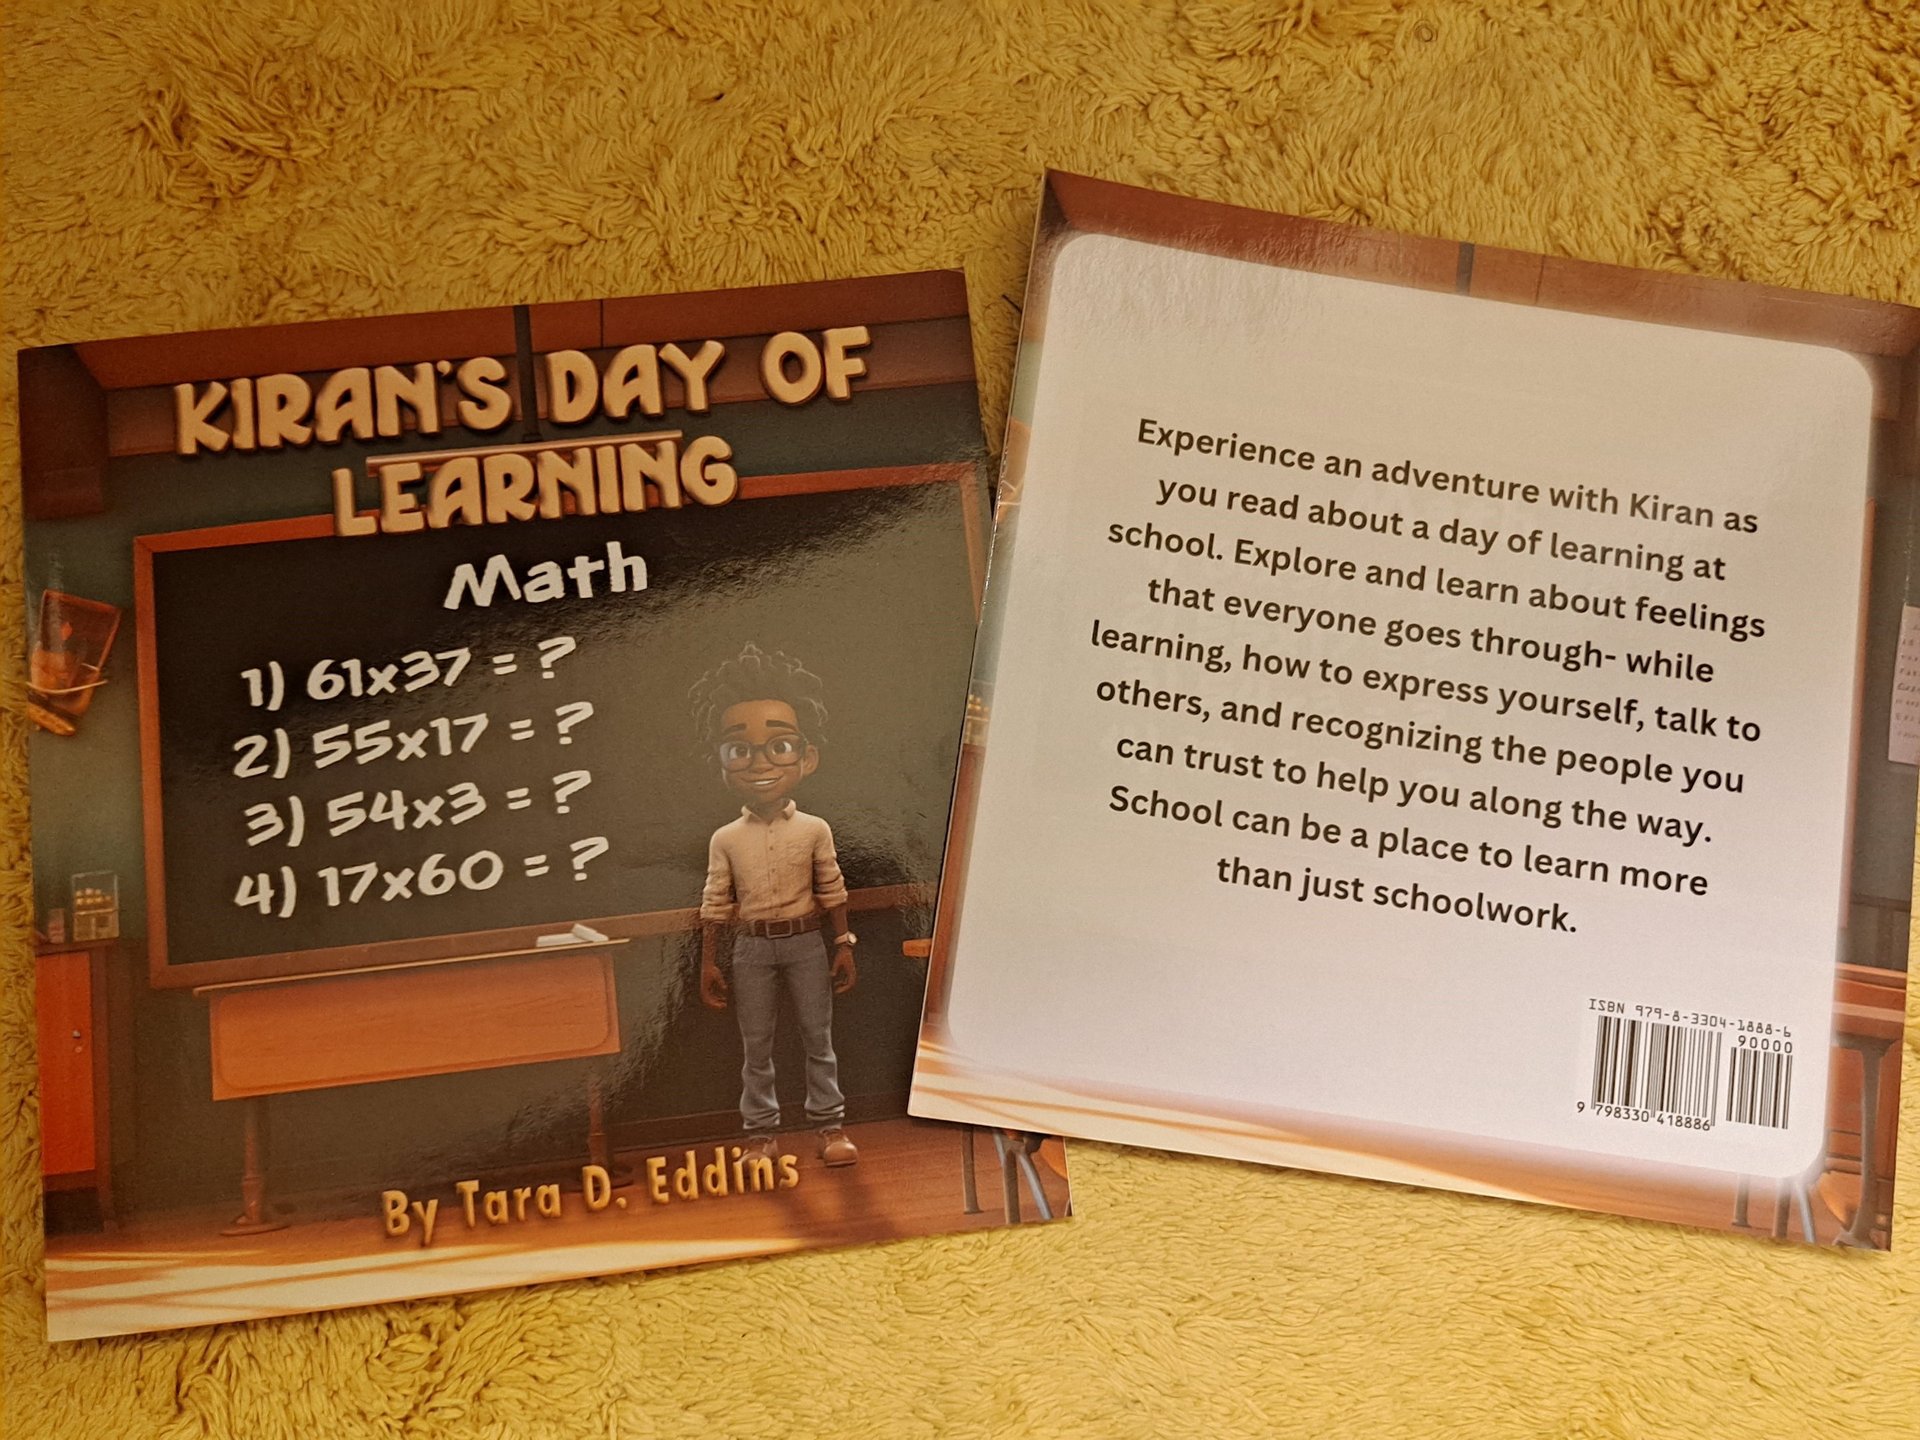 KIRAN'S DAY OF
LEARNING
Math
1) 61x37 = ?
2) 55x17 = ?
3) 54x3 = ?
4) 17x60 = ?
By Tara D. Eddins
Experience an adventure with Kiran as
you read about a day of learning at
school. Explore and learn about feelings
that everyone goes through- while
learning, how to express yourself, talk to
others, and recognizing the people you
can trust to help you along the way.
School can be a place to learn more
than just schoolwork.
ISBN 979-8-3304-1888-6
90000
9 798330 418886